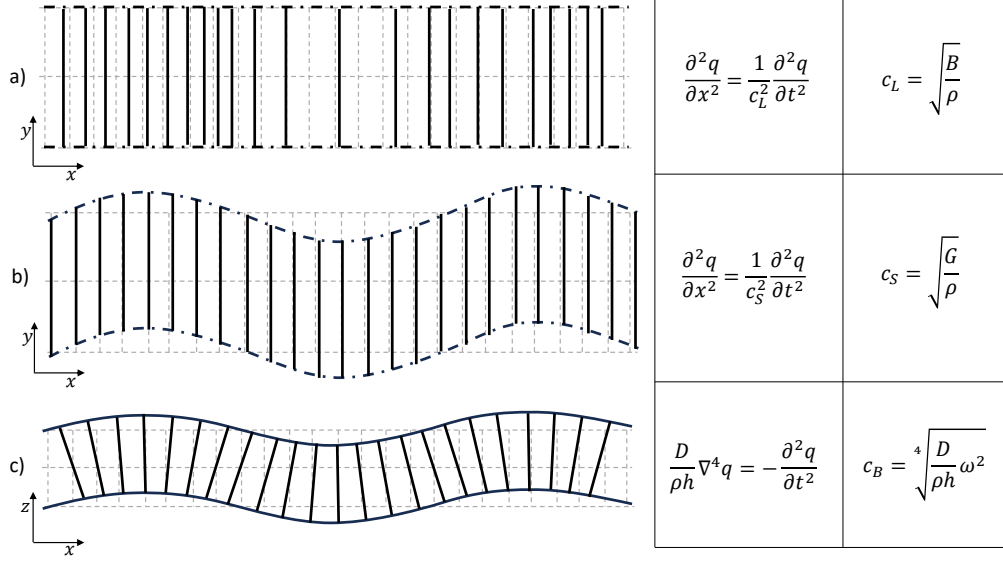 a)
y
x
∂²q/∂x² = 1/c_L² ∂²q/∂t²
c_L = √(B/ρ)
b)
y
x
∂²q/∂x² = 1/c_S² ∂²q/∂t²
c_S = √(G/ρ)
c)
z
x
D/ρh ∇⁴q = −∂²q/∂t²
c_B = ⁴√(D/ρh ω²)